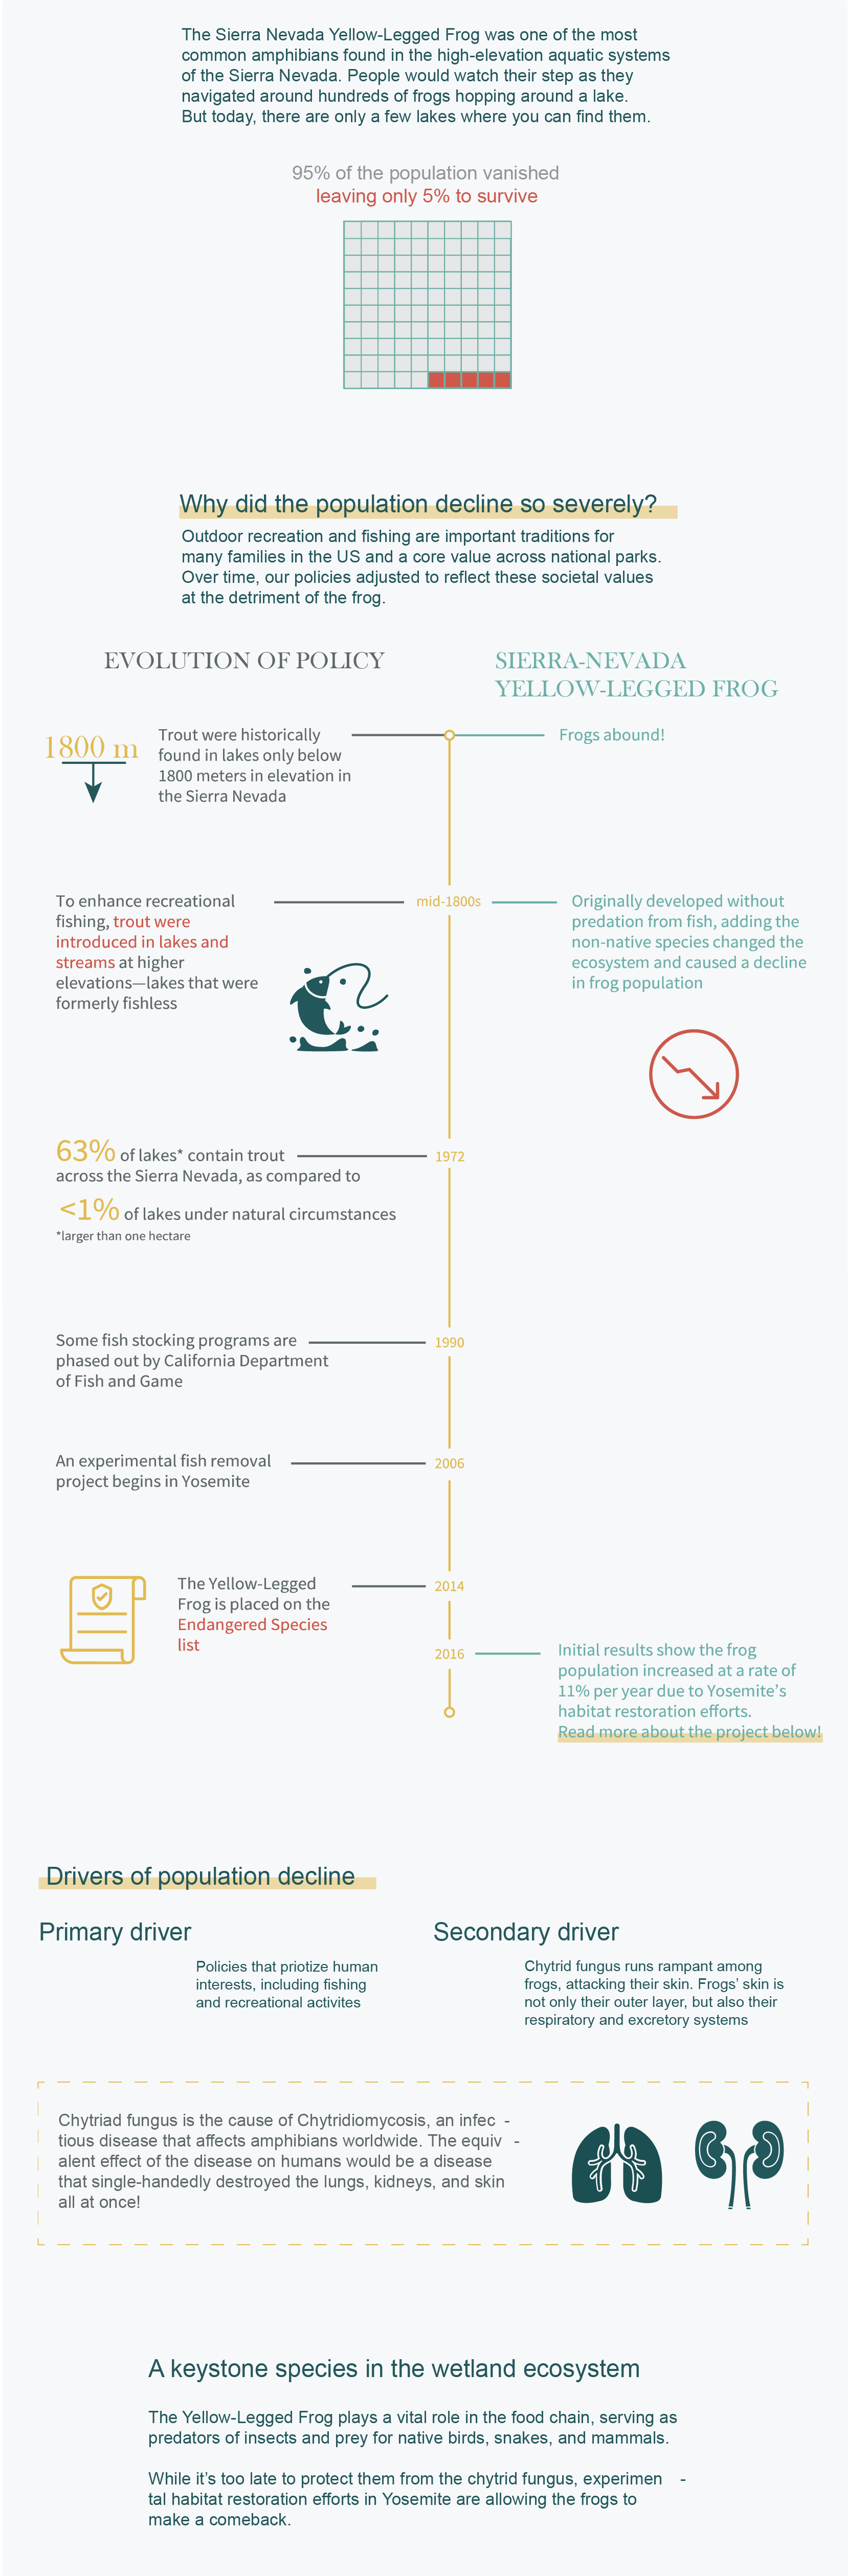 The Sierra Nevada Yellow-Legged Frog was one of the most
common amphibians found in the high-elevation aquatic systems
of the Sierra Nevada. People would watch their step as they
navigated around hundreds of frogs hopping around a lake.
But today, there are only a few lakes where you can find them.
95% of the population vanished
leaving only 5% to survive
Why did the population decline so severely?
Outdoor recreation and fishing are important traditions for
many families in the US and a core value across national parks.
Over time, our policies adjusted to reflect these societal values
at the detriment of the frog.
EVOLUTION OF POLICY
SIERRA-NEVADA
YELLOW-LEGGED FROG
1800 m
Trout were historically
found in lakes only below
1800 meters in elevation in
the Sierra Nevada
Frogs abound!
To enhance recreational
fishing, trout were
introduced in lakes and
streams at higher
elevations—lakes that were
formerly fishless
mid-1800s
Originally developed without
predation from fish, adding the
non-native species changed the
ecosystem and caused a decline
in frog population
63% of lakes* contain trout
across the Sierra Nevada, as compared to
<1% of lakes under natural circumstances
*larger than one hectare
1972
Some fish stocking programs are
phased out by California Department
of Fish and Game
1990
An experimental fish removal
project begins in Yosemite
2006
The Yellow-Legged
Frog is placed on the
Endangered Species
list
2014
2016
Initial results show the frog
population increased at a rate of
11% per year due to Yosemite's
habitat restoration efforts.
Read more about the project below!
Drivers of population decline
Primary driver
Policies that priotize human
interests, including fishing
and recreational activites
Secondary driver
Chytrid fungus runs rampant among
frogs, attacking their skin. Frogs' skin is
not only their outer layer, but also their
respiratory and excretory systems
Chytriad fungus is the cause of Chytridiomycosis, an infec -
tious disease that affects amphibians worldwide. The equiv -
alent effect of the disease on humans would be a disease
that single-handedly destroyed the lungs, kidneys, and skin
all at once!
A keystone species in the wetland ecosystem
The Yellow-Legged Frog plays a vital role in the food chain, serving as
predators of insects and prey for native birds, snakes, and mammals.
While it's too late to protect them from the chytrid fungus, experimen -
tal habitat restoration efforts in Yosemite are allowing the frogs to
make a comeback.